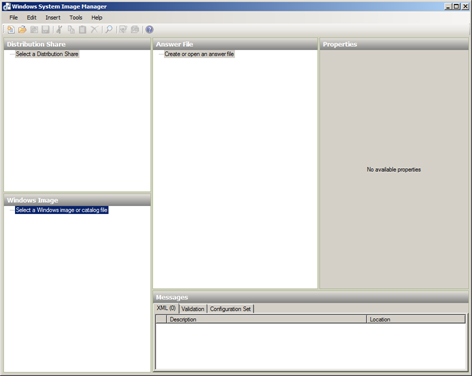 Windows System Image Manager
File Edit Insert Tools Help
Distribution Share
Select a Distribution Share
Answer File
Create or open an answer file
Properties
No available properties
Windows Image
Select a Windows image or catalog file
Messages
XML (0) Validation Configuration Set
Description Location